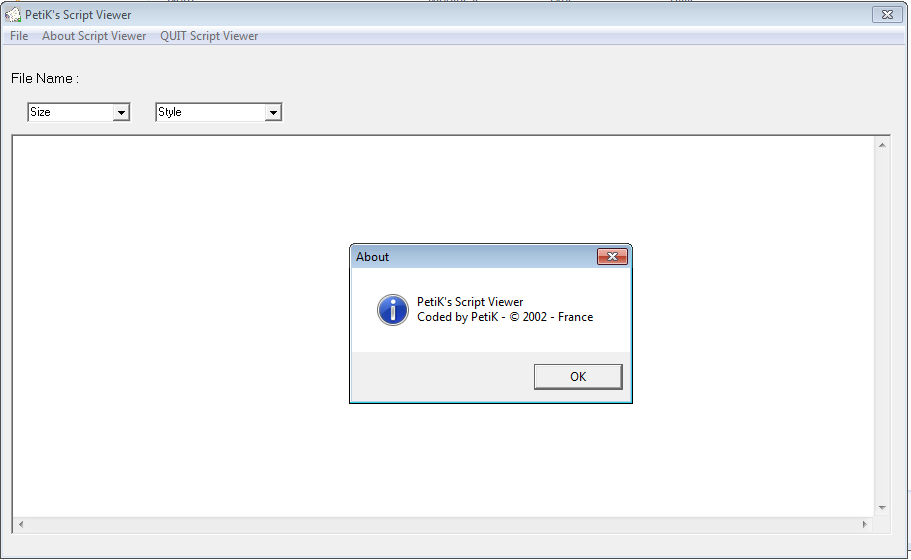 PetiK's Script Viewer
File About Script Viewer QUIT Script Viewer
File Name :
Size Style
About
PetiK's Script Viewer
Coded by PetiK - © 2002 - France
OK